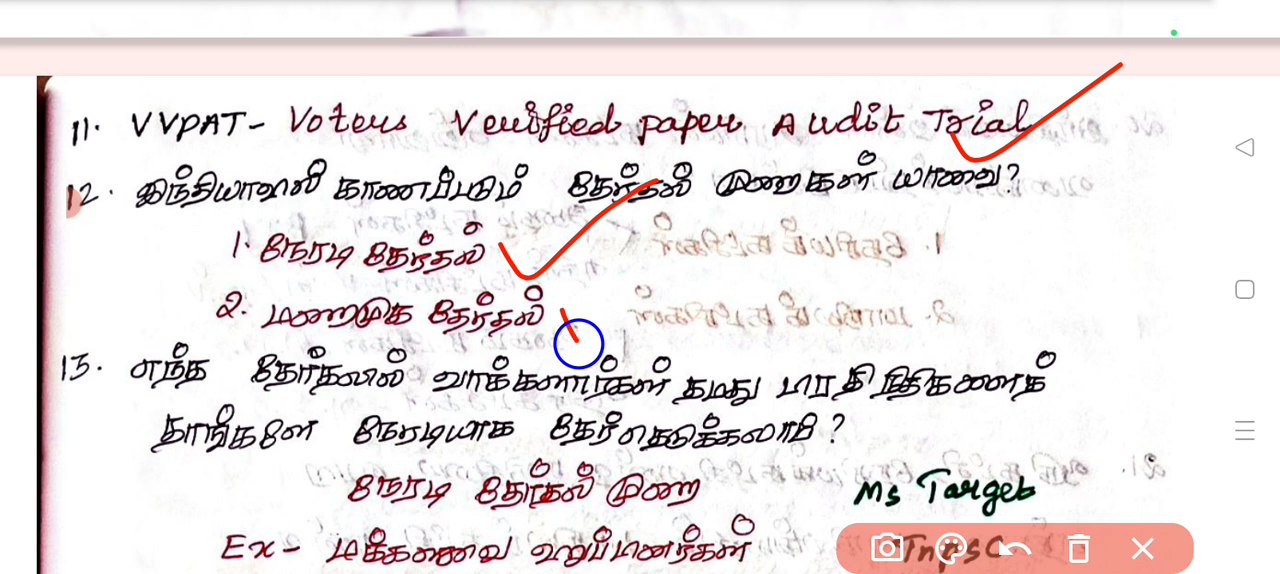 11. VVPAT - Voters Verified paper Audit Trial
12. இந்தியாவில் காணப்படும் தேர்தல் முறைகள் யாவை?
1. நேரடி தேர்தல்
2. மறைமுக தேர்தல்
13. எந்த தேர்தலில் வாக்காளர்கள் தமது பிரதிநிதிகளைத்
தாங்களே நேரடியாக தேர்ந்தெடுக்கலாம்?
நேரடி தேர்தல் முறை
Ms Target
Ex - மக்களவை உறுப்பினர்கள்
TnpsC